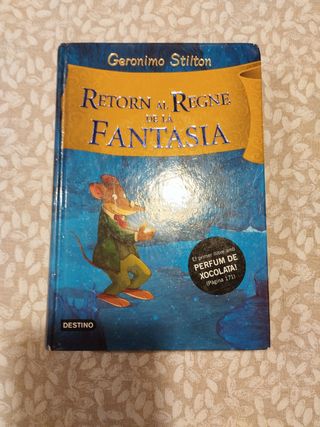 Geronimo Stilton
RETORN AL REGNE
DE LA
FANTASIA
El primer llibre amb
PERFUM DE
XOCOLATA!
(Pàgina 171)
DESTINO